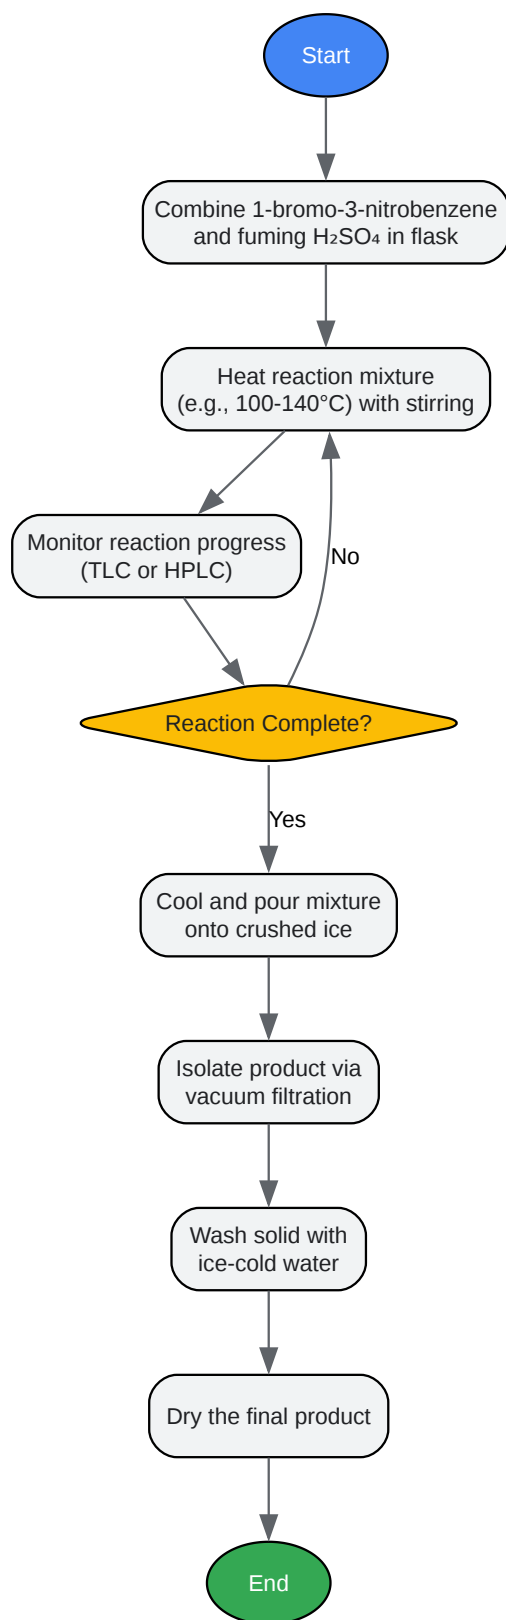 Start
Combine 1-bromo-3-nitrobenzene
and fuming H₂SO₄ in flask
Heat reaction mixture
(e.g., 100-140°C) with stirring
Monitor reaction progress
(TLC or HPLC)
No
Reaction Complete?
Yes
Cool and pour mixture
onto crushed ice
Isolate product via
vacuum filtration
Wash solid with
ice-cold water
Dry the final product
End